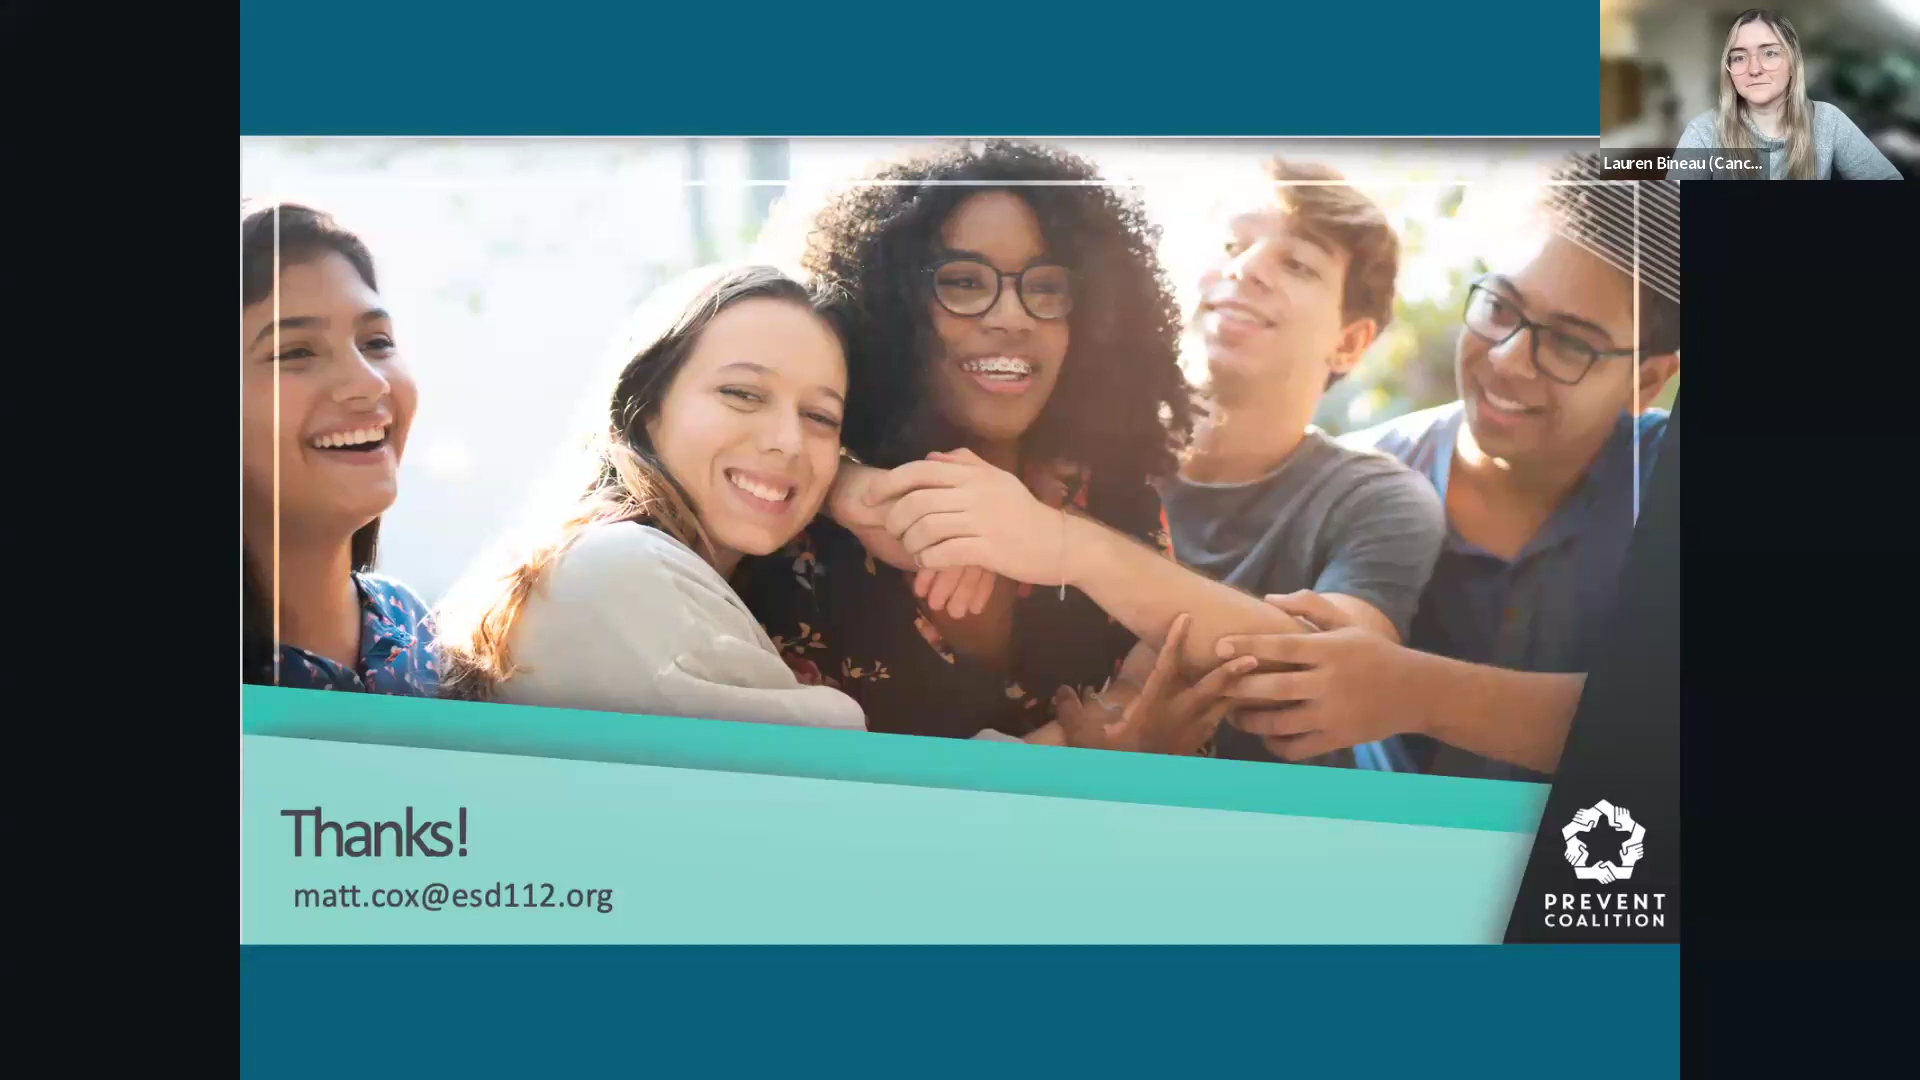 Lauren Bineau (Canc...
Thanks!
matt.cox@esd112.org
PREVENT
COALITION